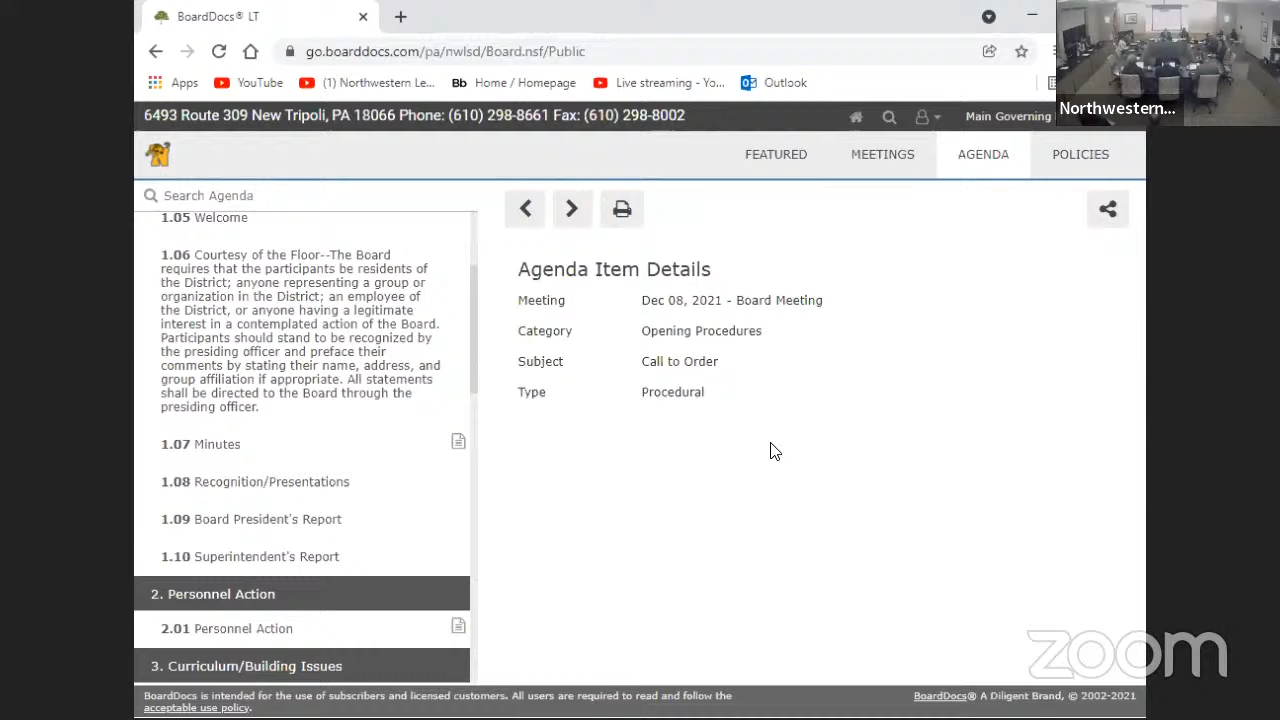 BoardDocs® LT
go.boarddocs.com/pa/nwlsd/Board.nsf/Public
Apps YouTube (1) Northwestern Le... Bb Home / Homepage Live streaming - Yo... Outlook
Northwestern...
6493 Route 309 New Tripoli, PA 18066 Phone: (610) 298-8661 Fax: (610) 298-8002
Main Governing
FEATURED MEETINGS AGENDA POLICIES
Search Agenda
1.05 Welcome
1.06 Courtesy of the Floor--The Board
requires that the participants be residents of
the District; anyone representing a group or
organization in the District; an employee of
the District, or anyone having a legitimate
interest in a contemplated action of the Board.
Participants should stand to be recognized by
the presiding officer and preface their
comments by stating their name, address, and
group affiliation if appropriate. All statements
shall be directed to the Board through the
presiding officer.
1.07 Minutes
1.08 Recognition/Presentations
1.09 Board President's Report
1.10 Superintendent's Report
2. Personnel Action
2.01 Personnel Action
3. Curriculum/Building Issues
Agenda Item Details
Meeting Dec 08, 2021 - Board Meeting
Category Opening Procedures
Subject Call to Order
Type Procedural
zoom
BoardDocs is intended for the use of subscribers and licensed customers. All users are required to read and follow the
acceptable use policy.
BoardDocs® A Diligent Brand, © 2002-2021